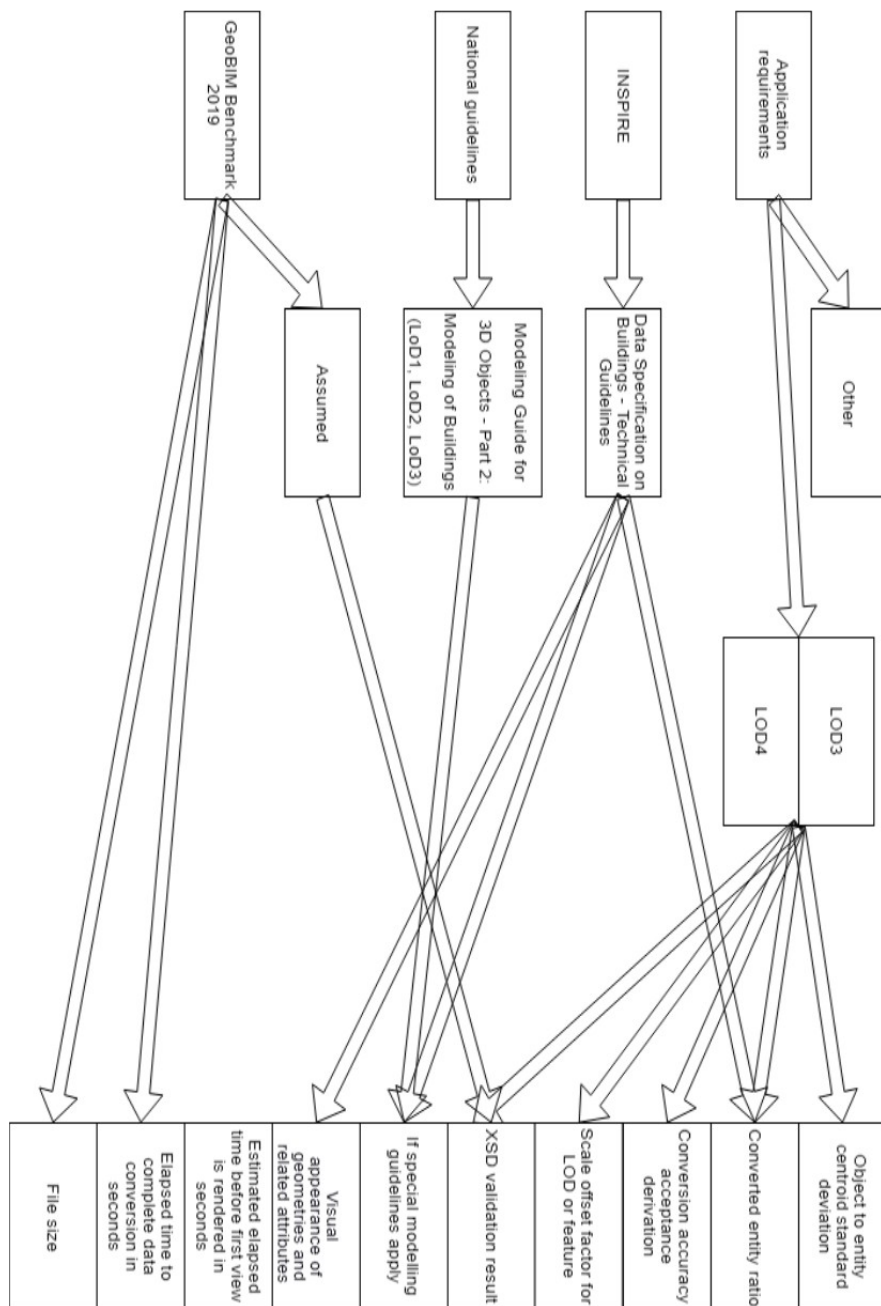 Application
requirements
INSPIRE
National guidelines
GeoBIM Benchmark
2019
Other
Data Specification on
Buildings - Technical
Guidelines
Modeling Guide for
3D Objects - Part 2:
Modeling of Buildings
(LoD1, LoD2, LoD3)
Assumed
LOD3
LOD4
Object to entity
centroid standard
deviation
Converted entity ratio
Conversion accuracy
acceptance
derivation
Scale offset factor for
LOD or feature
XSD validation result
If special modelling
guidelines apply
Visual
appearance of
geometries and
related attributes
Estimated elapsed
time before first view
is rendered in
seconds
Elapsed time to
complete data
conversion in
seconds
File size